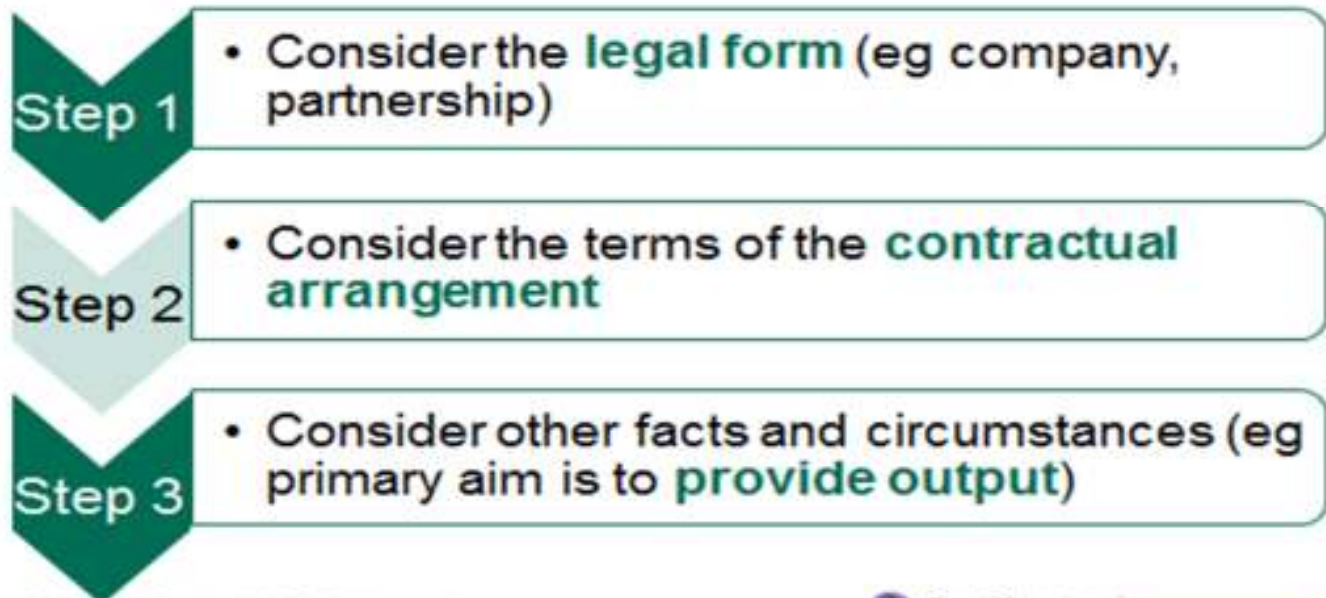 Step 1
• Consider the legal form (eg company,
partnership)
Step 2
• Consider the terms of the contractual
arrangement
Step 3
• Consider other facts and circumstances (eg
primary aim is to provide output)